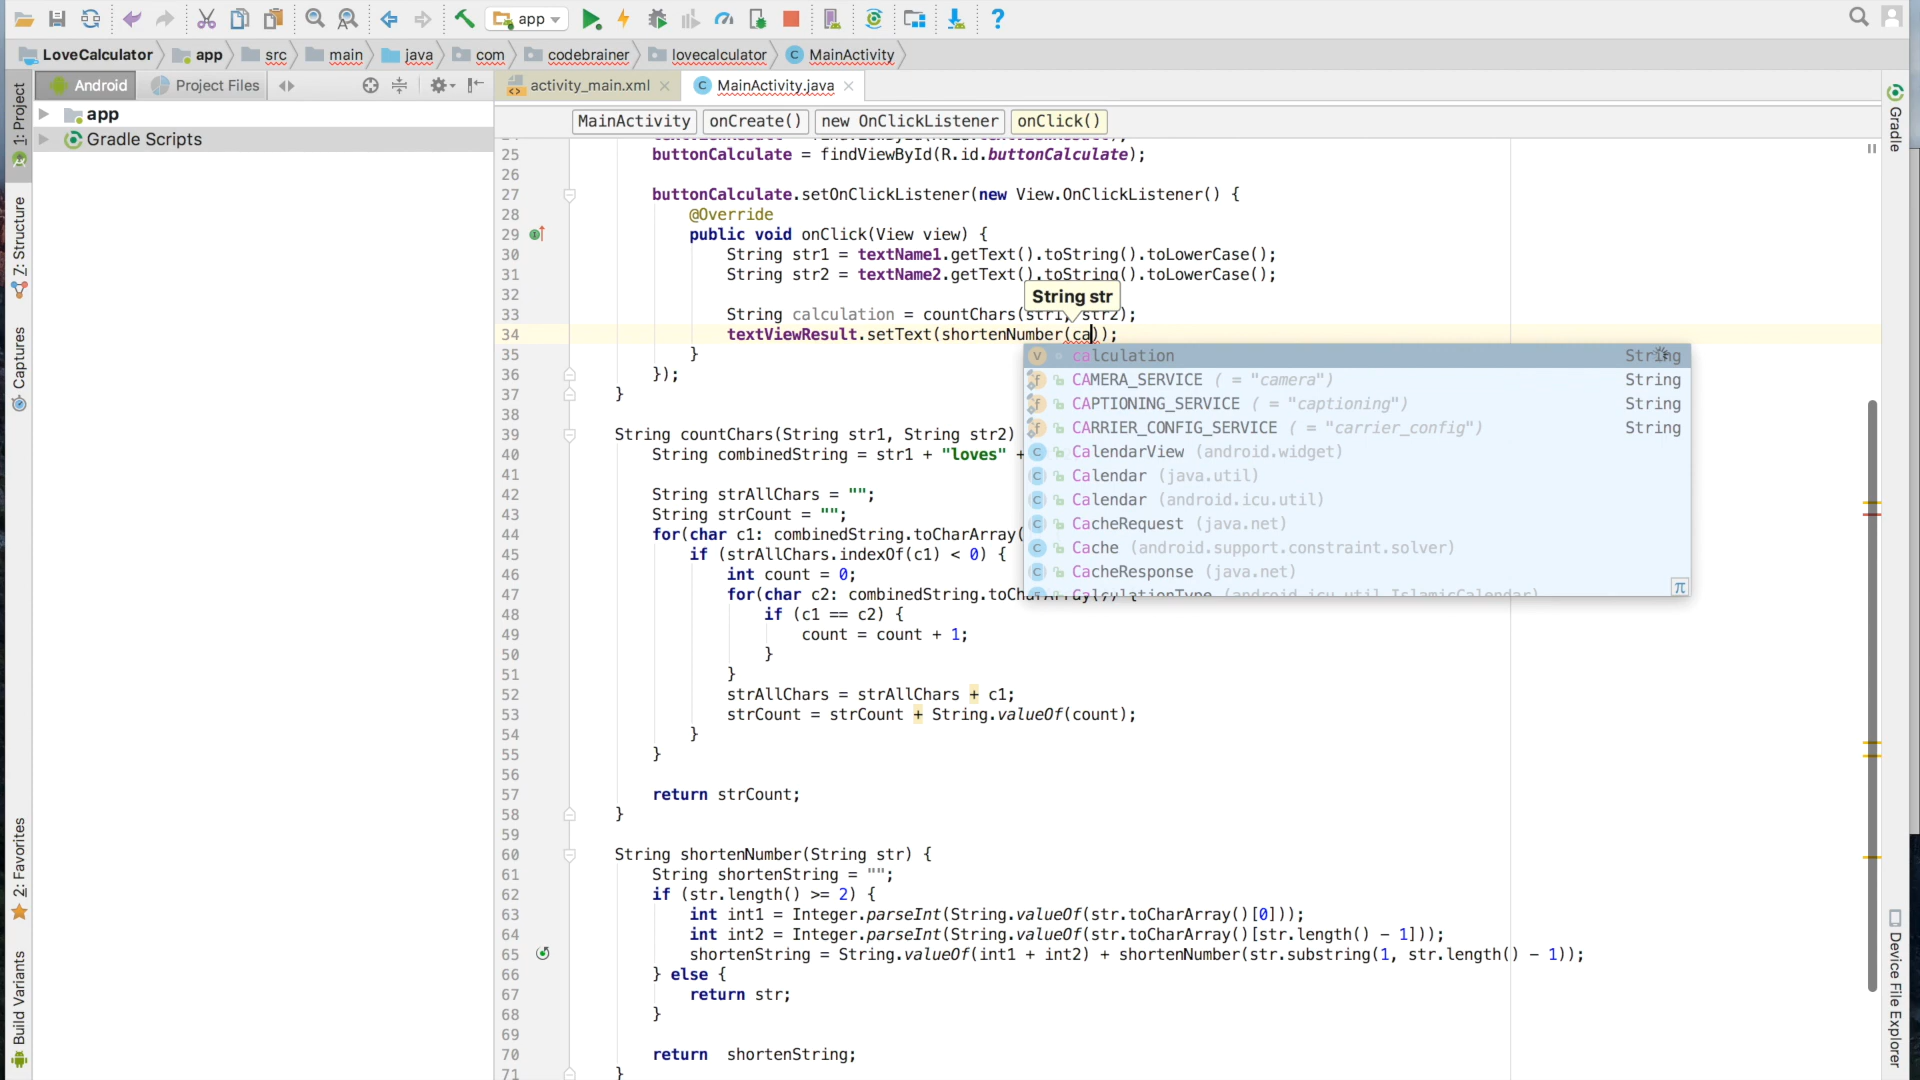 app
LoveCalculator app src main java com codebrainer lovecalculator MainActivity
1: Project
Android Project Files
activity_main.xml MainActivity.java
Gradle
app
Gradle Scripts
7: Structure
Captures
2: Favorites
Build Variants
Device File Explorer
MainActivity onCreate() new OnClickListener onClick()
25 buttonCalculate = findViewById(R.id.buttonCalculate);
26
27 buttonCalculate.setOnClickListener(new View.OnClickListener() {
28 @Override
29 public void onClick(View view) {
30 String str1 = textName1.getText().toString().toLowerCase();
31 String str2 = textName2.getText().toString().toLowerCase();
32
String str
33 String calculation = countChars(str1, str2);
34 textViewResult.setText(shortenNumber(ca));
35 }
36 });
37 }
38
39 String countChars(String str1, String str2)
40 String combinedString = str1 + "loves" +
41
42 String strAllChars = "";
43 String strCount = "";
44 for(char c1: combinedString.toCharArray(
45 if (strAllChars.indexOf(c1) < 0) {
46 int count = 0;
47 for(char c2: combinedString.toCharArray()) {
48 if (c1 == c2) {
49 count = count + 1;
50 }
51 }
52 strAllChars = strAllChars + c1;
53 strCount = strCount + String.valueOf(count);
54 }
55 }
56
57 return strCount;
58 }
59
60 String shortenNumber(String str) {
61 String shortenString = "";
62 if (str.length() >= 2) {
63 int int1 = Integer.parseInt(String.valueOf(str.toCharArray()[0]));
64 int int2 = Integer.parseInt(String.valueOf(str.toCharArray()[str.length() - 1]));
65 shortenString = String.valueOf(int1 + int2) + shortenNumber(str.substring(1, str.length() - 1));
66 } else {
67 return str;
68 }
69
70 return shortenString;
71 }
calculation String
CAMERA_SERVICE ( = "camera") String
CAPTIONING_SERVICE ( = "captioning") String
CARRIER_CONFIG_SERVICE ( = "carrier_config") String
CalendarView (android.widget)
Calendar (java.util)
Calendar (android.icu.util)
CacheRequest (java.net)
Cache (android.support.constraint.solver)
CacheResponse (java.net)
CalculationType (android.icu.util.IslamicCalendar)
π